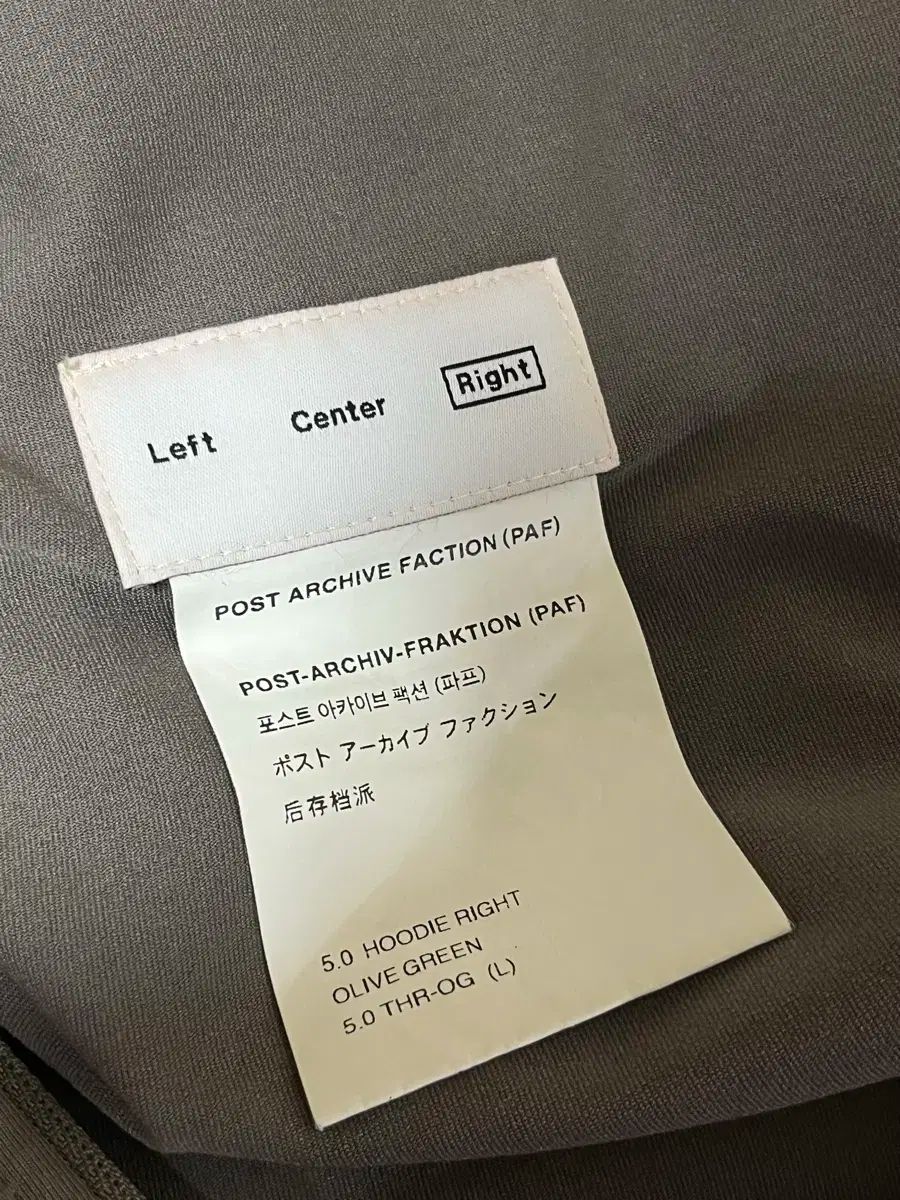 Left Center Right
POST ARCHIVE FACTION (PAF)
POST-ARCHIV-FRAKTION (PAF)
포스트 아카이브 팩션 (파프)
ポスト アーカイブ ファクション
后存档派
5.0 HOODIE RIGHT
OLIVE GREEN
5.0 THR-OG (L)